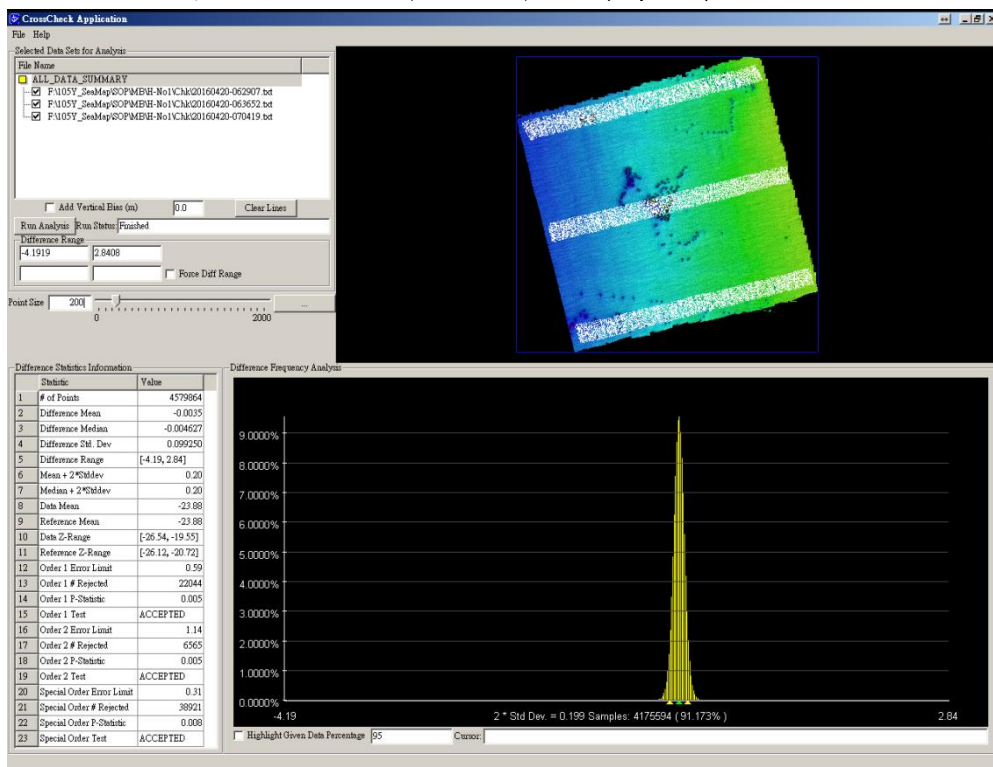 CrossCheck Application
File Help
Selected Data Sets for Analysis
File Name
ALL_DATA_SUMMARY
F:\105Y_SeaMap\SOP\MB\H-No1\Chk\20160420-062907.txt
F:\105Y_SeaMap\SOP\MB\H-No1\Chk\20160420-063652.txt
F:\105Y_SeaMap\SOP\MB\H-No1\Chk\20160420-070419.txt
Add Vertical Bias (m) 0.0 Clear Lines
Run Analysis Run Status: Finished
Difference Range
-4.1919 2.8408
Force Diff Range
Point Size 200 ...
0 2000
Difference Statistics Information
Statistic Value
1 # of Points 4579864
2 Difference Mean -0.0035
3 Difference Median -0.004627
4 Difference Std. Dev 0.099250
5 Difference Range [-4.19, 2.84]
6 Mean + 2*Stddev 0.20
7 Median + 2*Stddev 0.20
8 Data Mean -23.88
9 Reference Mean -23.88
10 Data Z-Range [-26.54, -19.55]
11 Reference Z-Range [-26.12, -20.72]
12 Order 1 Error Limit 0.59
13 Order 1 # Rejected 22044
14 Order 1 P-Statistic 0.005
15 Order 1 Test ACCEPTED
16 Order 2 Error Limit 1.14
17 Order 2 # Rejected 6565
18 Order 2 P-Statistic 0.005
19 Order 2 Test ACCEPTED
20 Special Order Error Limit 0.31
21 Special Order # Rejected 38921
22 Special Order P-Statistic 0.008
23 Special Order Test ACCEPTED
Difference Frequency Analysis
9.0000%
8.0000%
7.0000%
6.0000%
5.0000%
4.0000%
3.0000%
2.0000%
1.0000%
0.0000%
-4.19 2 * Std Dev. = 0.199 Samples: 4175594 ( 91.173% ) 2.84
Highlight Given Data Percentage 95 Cursor: